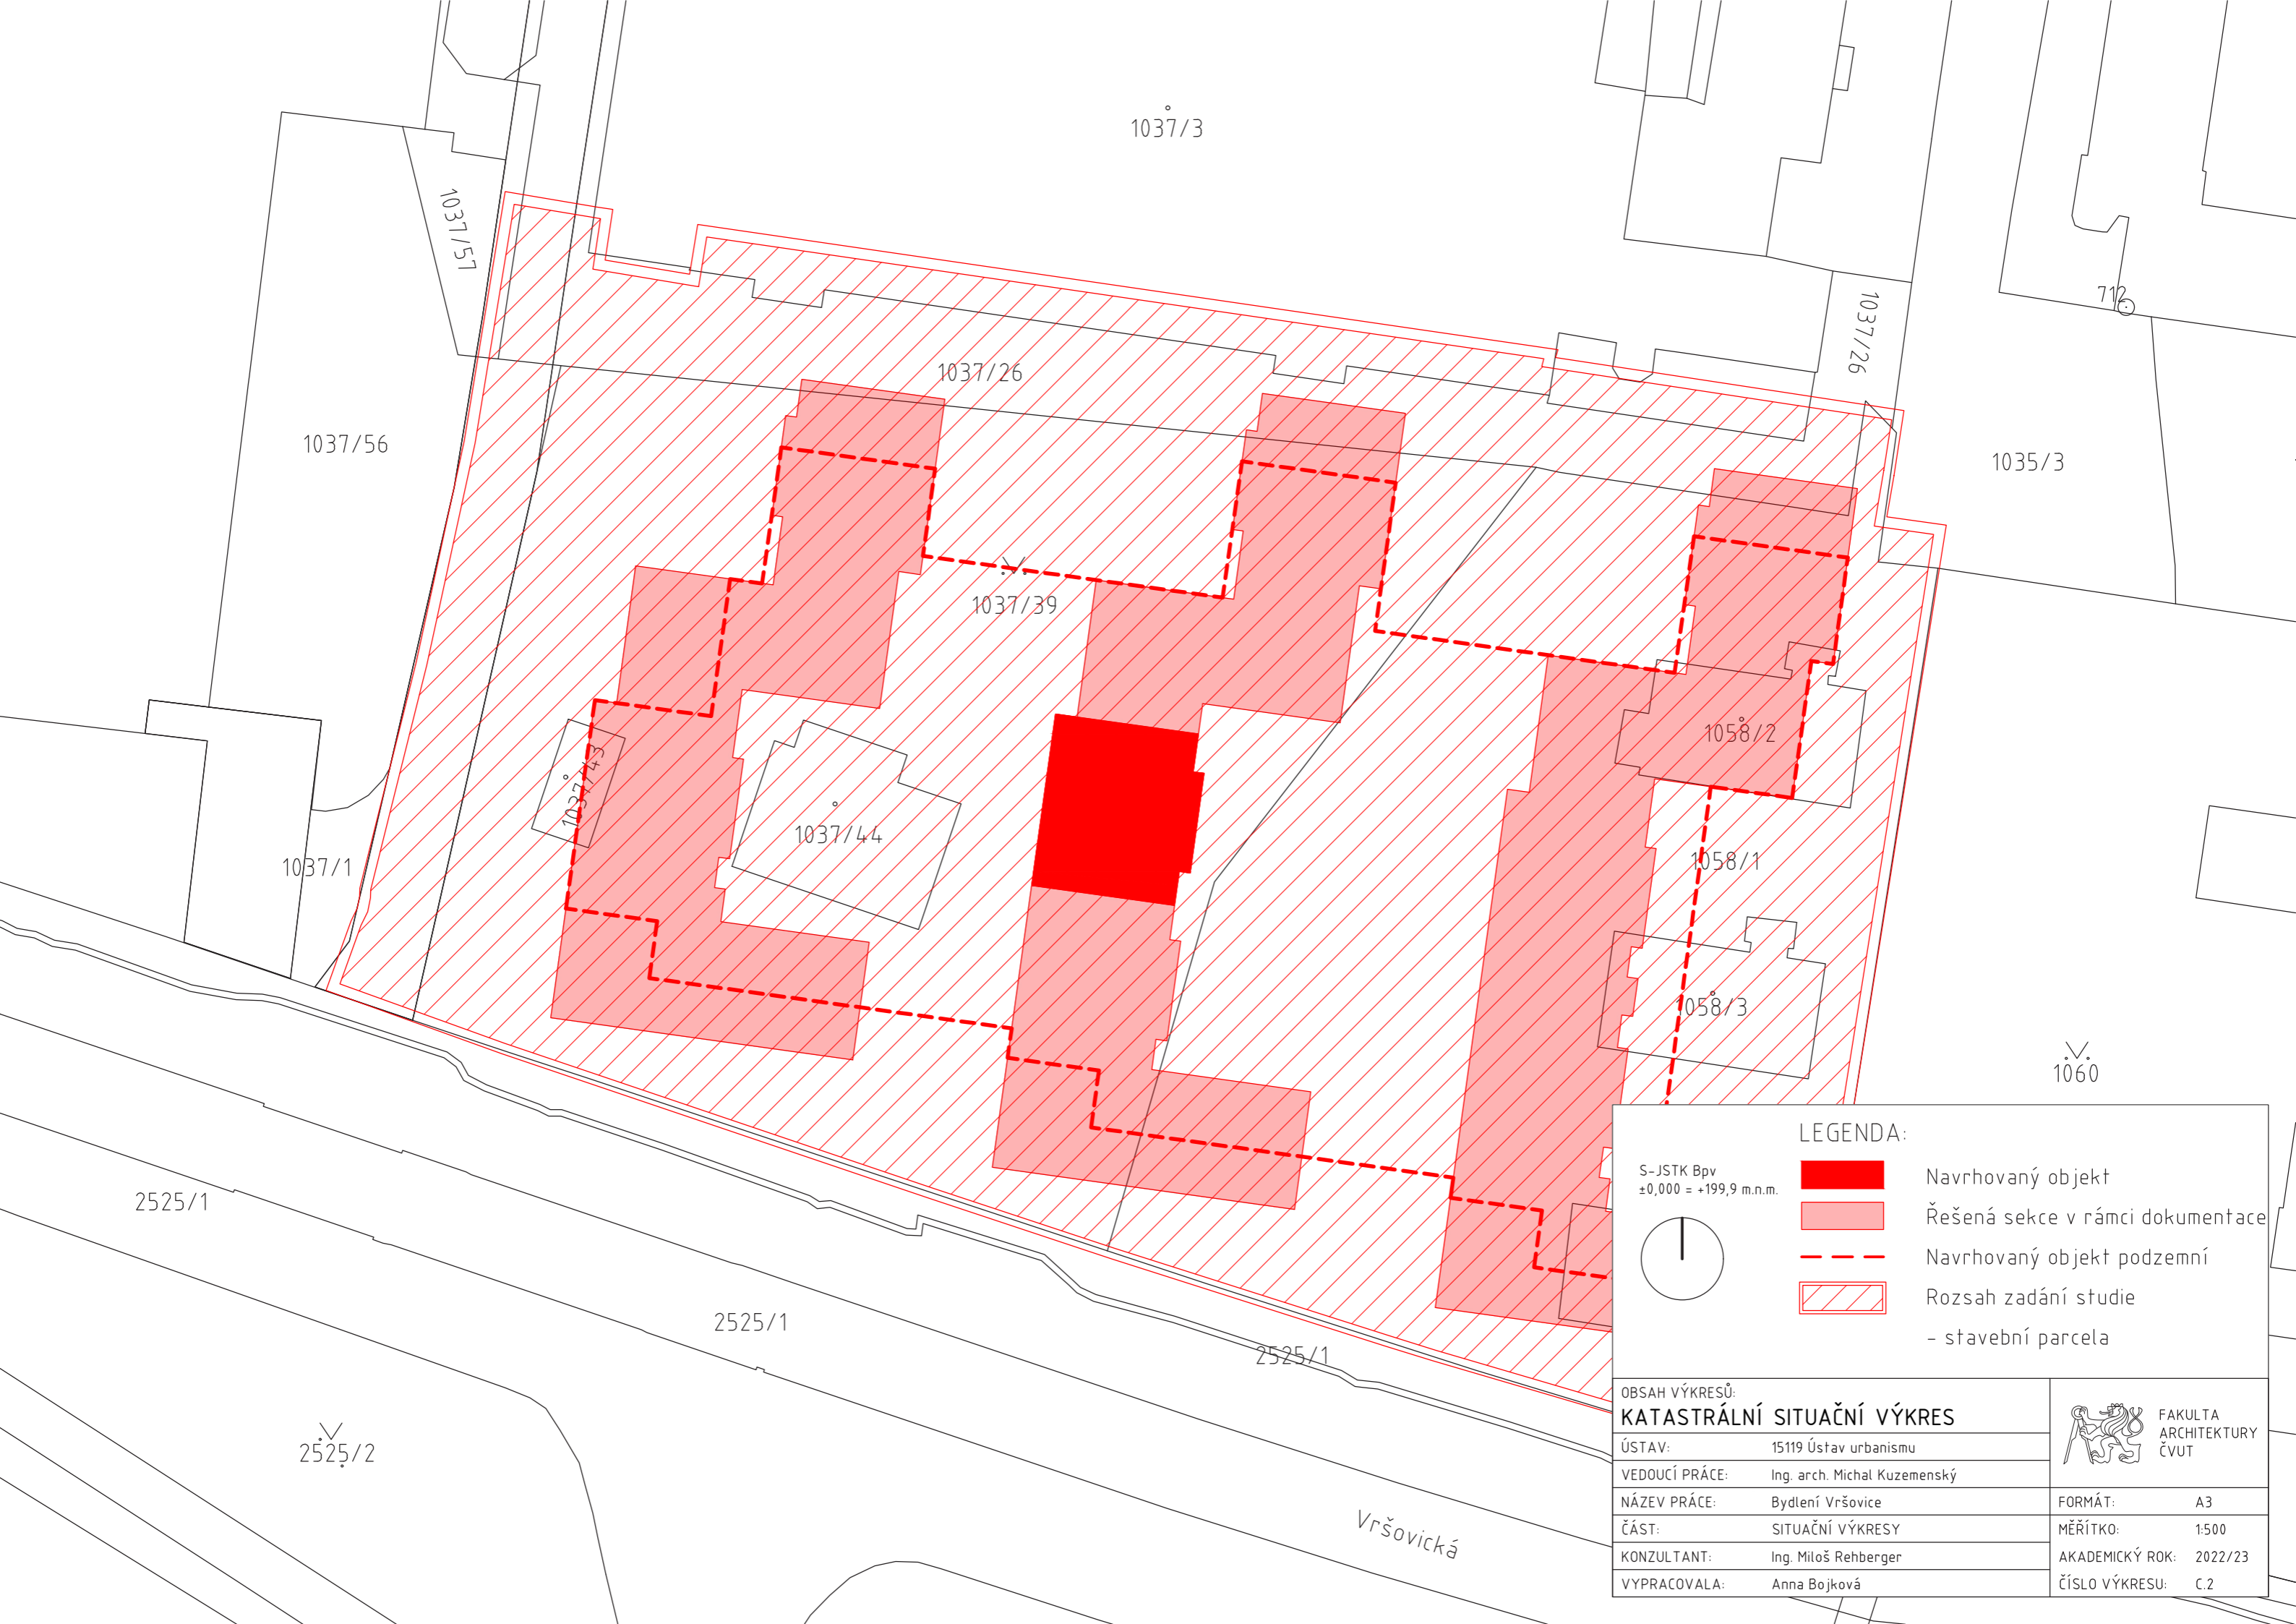 1037/3
1037/57
712
1037/26
1037/26
1037/56
1035/3
1037/39
1058/2
1037/43
1037/44
1058/1
1037/1
1058/3
1060
2525/1
2525/1
2525/1
2525/2
Vršovická
LEGENDA:
S-JSTK Bpv
±0,000 = +199,9 m.n.m.
Navrhovaný objekt
Řešená sekce v rámci dokumentace
Navrhovaný objekt podzemní
Rozsah zadání studie
- stavební parcela
OBSAH VÝKRESŮ:
KATASTRÁLNÍ SITUAČNÍ VÝKRES
FAKULTA
ARCHITEKTURY
ČVUT
ÚSTAV: 15119 Ústav urbanismu
VEDOUCÍ PRÁCE: Ing. arch. Michal Kuzemenský
NÁZEV PRÁCE: Bydlení Vršovice
FORMÁT: A3
ČÁST: SITUAČNÍ VÝKRESY
MĚŘÍTKO: 1:500
KONZULTANT: Ing. Miloš Rehberger
AKADEMICKÝ ROK: 2022/23
VYPRACOVALA: Anna Bojková
ČÍSLO VÝKRESU: C.2